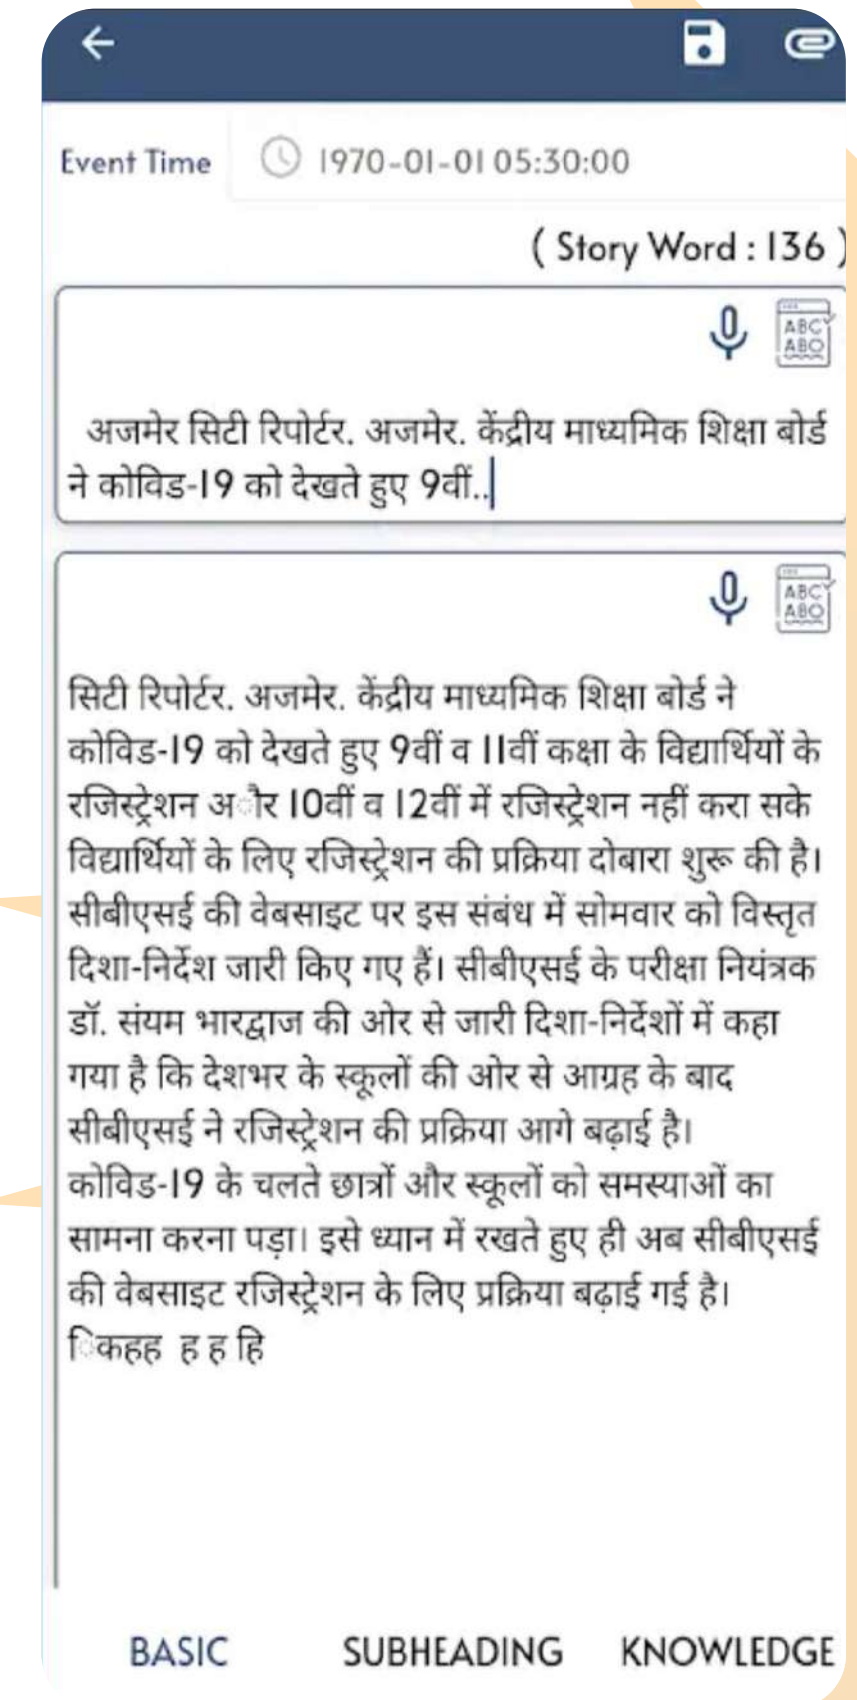 Event Time 1970-01-01 05:30:00
( Story Word : 136 )
ABC
ABO
अजमेर सिटी रिपोर्टर. अजमेर. केंद्रीय माध्यमिक शिक्षा बोर्ड
ने कोविड-19 को देखते हुए 9वीं..
ABC
ABO
सिटी रिपोर्टर. अजमेर. केंद्रीय माध्यमिक शिक्षा बोर्ड ने
कोविड-19 को देखते हुए 9वीं व 11वीं कक्षा के विद्यार्थियों के
रजिस्ट्रेशन अौर 10वीं व 12वीं में रजिस्ट्रेशन नहीं करा सके
विद्यार्थियों के लिए रजिस्ट्रेशन की प्रक्रिया दोबारा शुरू की है।
सीबीएसई की वेबसाइट पर इस संबंध में सोमवार को विस्तृत
दिशा-निर्देश जारी किए गए हैं। सीबीएसई के परीक्षा नियंत्रक
डॉ. संयम भारद्वाज की ओर से जारी दिशा-निर्देशों में कहा
गया है कि देशभर के स्कूलों की ओर से आग्रह के बाद
सीबीएसई ने रजिस्ट्रेशन की प्रक्रिया आगे बढ़ाई है।
कोविड-19 के चलते छात्रों और स्कूलों को समस्याओं का
सामना करना पड़ा। इसे ध्यान में रखते हुए ही अब सीबीएसई
की वेबसाइट रजिस्ट्रेशन के लिए प्रक्रिया बढ़ाई गई है।
िकहह ह ह हि
BASIC SUBHEADING KNOWLEDGE